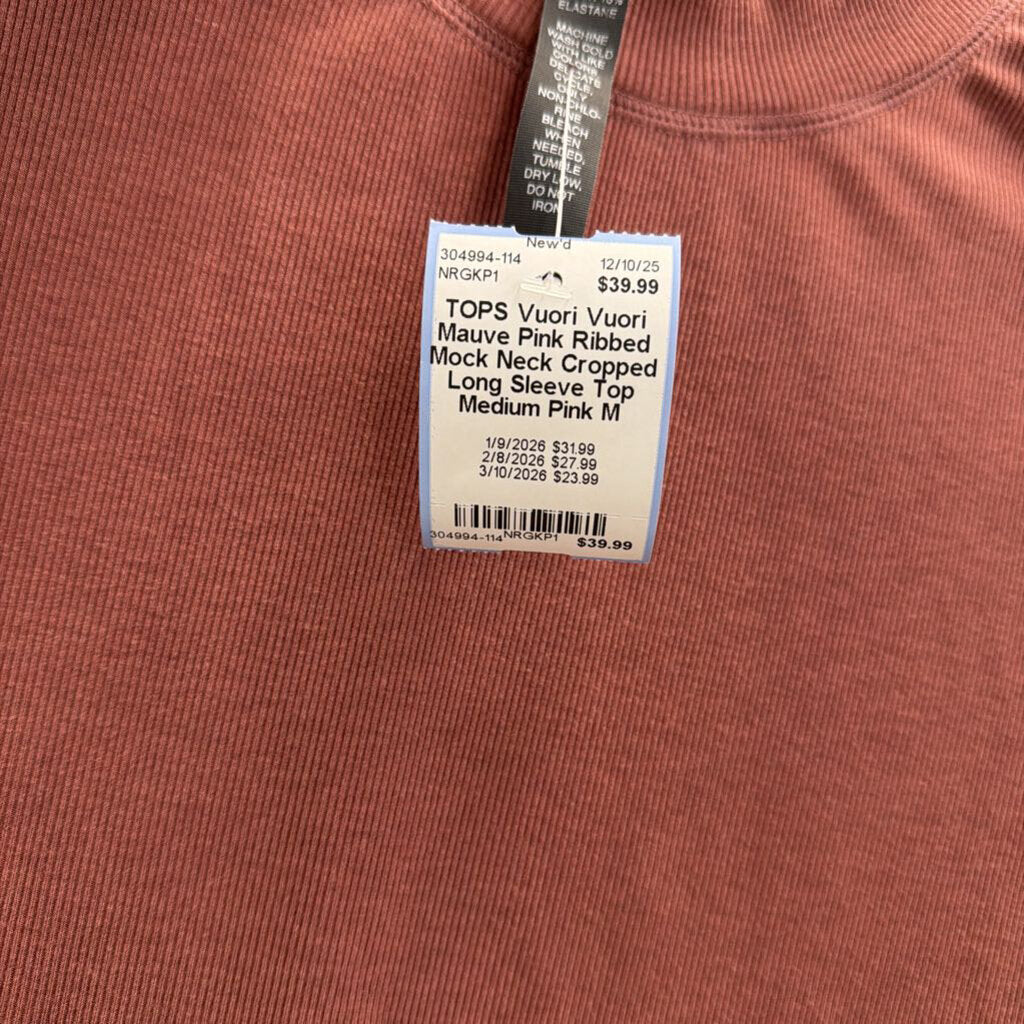 ELASTANE
MACHINE
WASH COLD
WITH LIKE
COLORS
DELICATE
CYCLE.
ONLY
NON-CHLO-
RINE
BLEACH
WHEN
NEEDED.
TUMBLE
DRY LOW,
DO NOT
IRON
New'd
304994-114 12/10/25
NRGKP1 $39.99
TOPS Vuori Vuori
Mauve Pink Ribbed
Mock Neck Cropped
Long Sleeve Top
Medium Pink M
1/9/2026 $31.99
2/8/2026 $27.99
3/10/2026 $23.99
304994-114 NRGKP1 $39.99